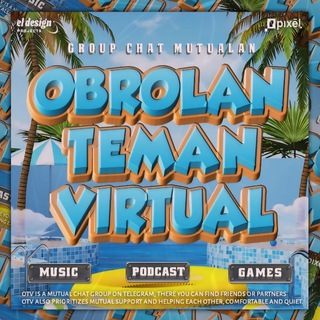 el design
PROJECTS
pixel
GROUP CHAT MUTUALAN
OBROLAN
TEMAN
VIRTUAL
MUSIC PODCAST GAMES
OTV IS A MUTUAL CHAT GROUP ON TELEGRAM, THERE YOU CAN FIND FRIENDS OR PARTNERS
OTV ALSO PRIORITIZES MUTUAL SUPPORT AND HELPING EACH OTHER, COMFORTABLE AND QUIET.